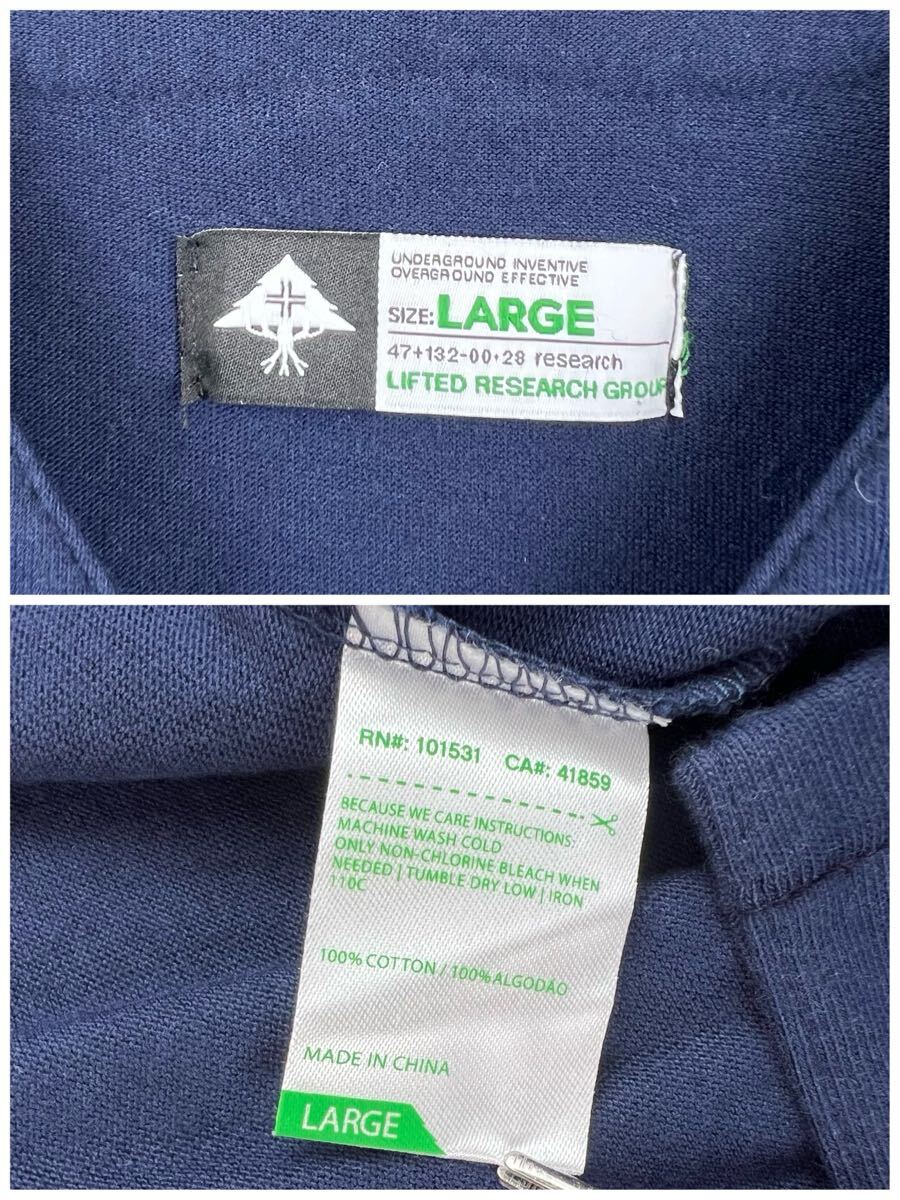 UNDERGROUND INVENTIVE
OVERGROUND EFFECTIVE
SIZE: LARGE
47+132-00•28 research
LIFTED RESEARCH GROUP
RN#: 101531 CA#: 41859
BECAUSE WE CARE INSTRUCTIONS:
MACHINE WASH COLD
ONLY NON-CHLORINE BLEACH WHEN
NEEDED | TUMBLE DRY LOW | IRON
110C
100% COTTON / 100% ALGODÃO
MADE IN CHINA
LARGE